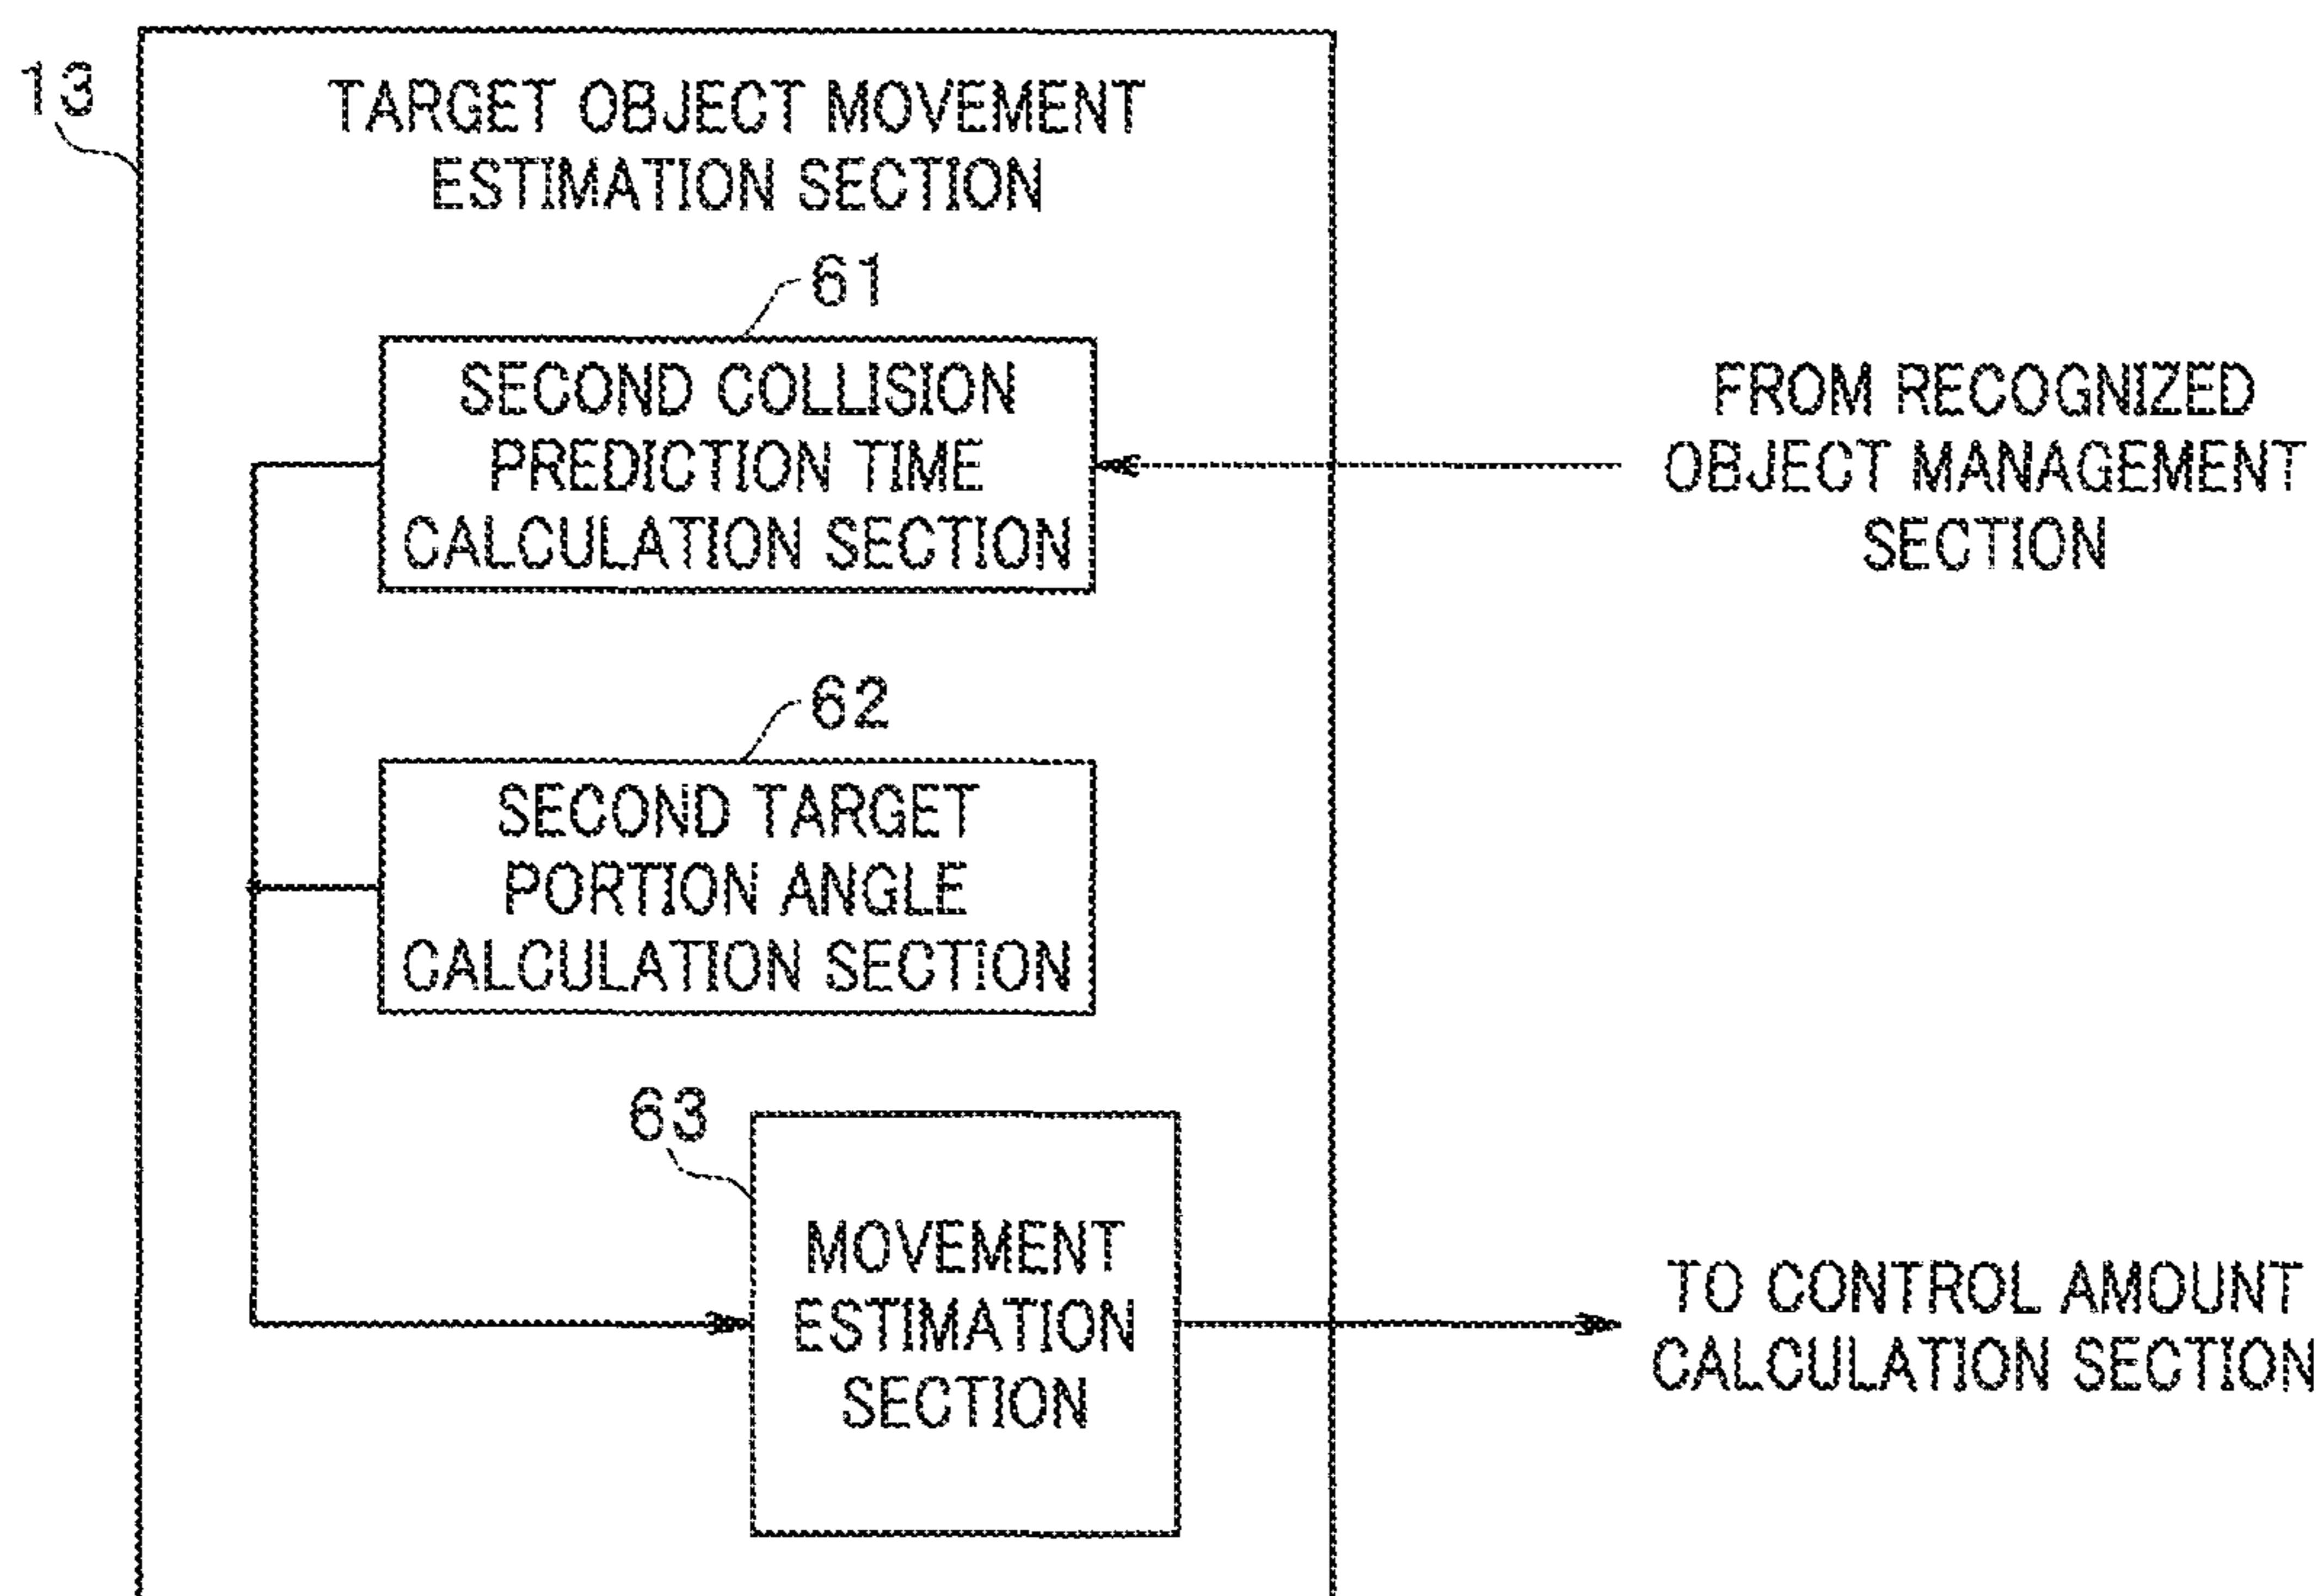 13
TARGET OBJECT MOVEMENT
ESTIMATION SECTION
61
SECOND COLLISION
PREDICTION TIME
CALCULATION SECTION
FROM RECOGNIZED
OBJECT MANAGEMENT
SECTION
62
SECOND TARGET
PORTION ANGLE
CALCULATION SECTION
63
MOVEMENT
ESTIMATION
SECTION
TO CONTROL AMOUNT
CALCULATION SECTION